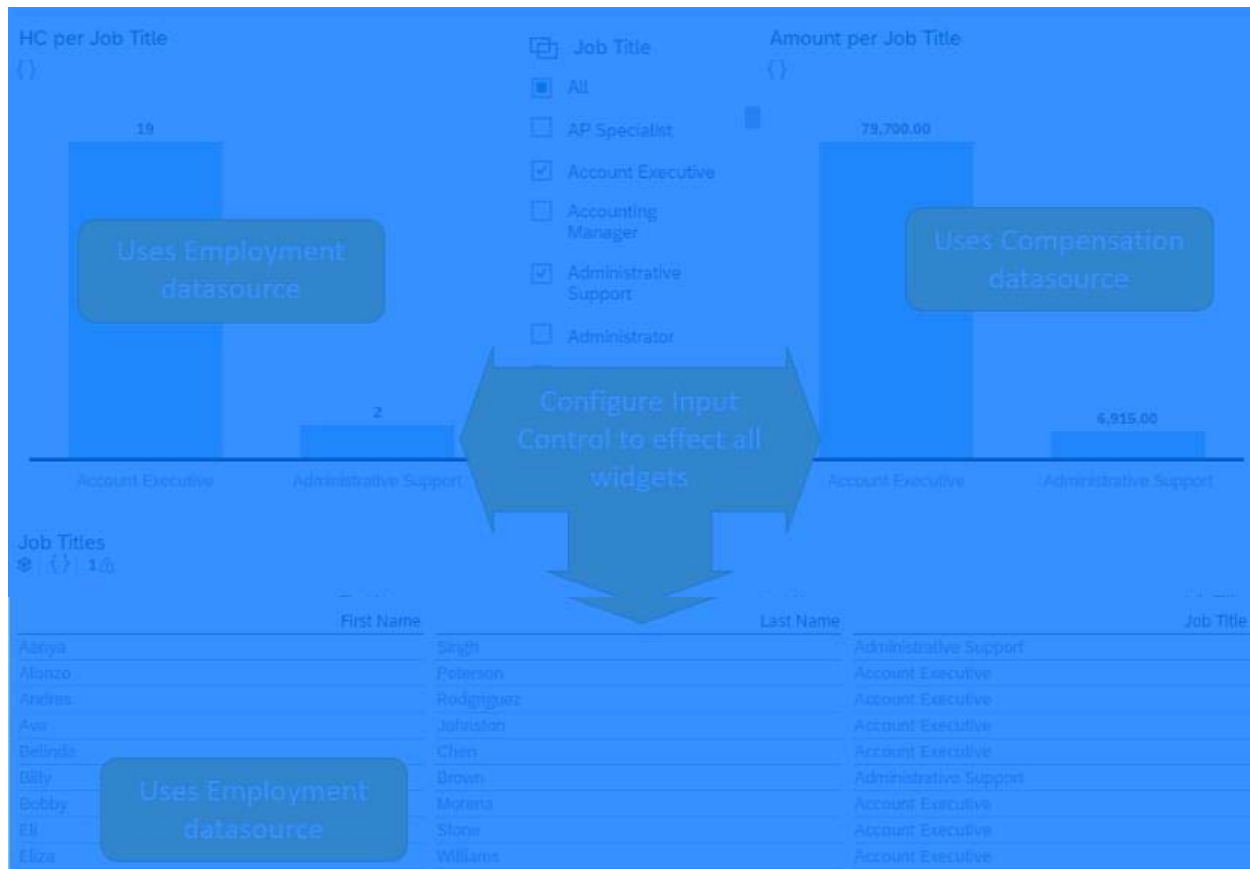 HC per Job Title
{}
19
2
Account Executive
Administrative Support
Uses Employment
datasource
Job Title
All
AP Specialist
Account Executive
Accounting
Manager
Administrative
Support
Administrator
Amount per Job Title
{}
79,700.00
6,915.00
Account Executive
Administrative Support
Uses Compensation
datasource
Configure Input
Control to effect all
widgets
Job Titles
{} 1
First Name Last Name Job Title
Aanya Singh Administrative Support
Alonzo Peterson Account Executive
Andres Rodgriguez Account Executive
Ava Johnston Account Executive
Belinda Chen Account Executive
Billy Brown Administrative Support
Bobby Morena Account Executive
Eli Stone Account Executive
Eliza Williams Account Executive
Uses Employment
datasource